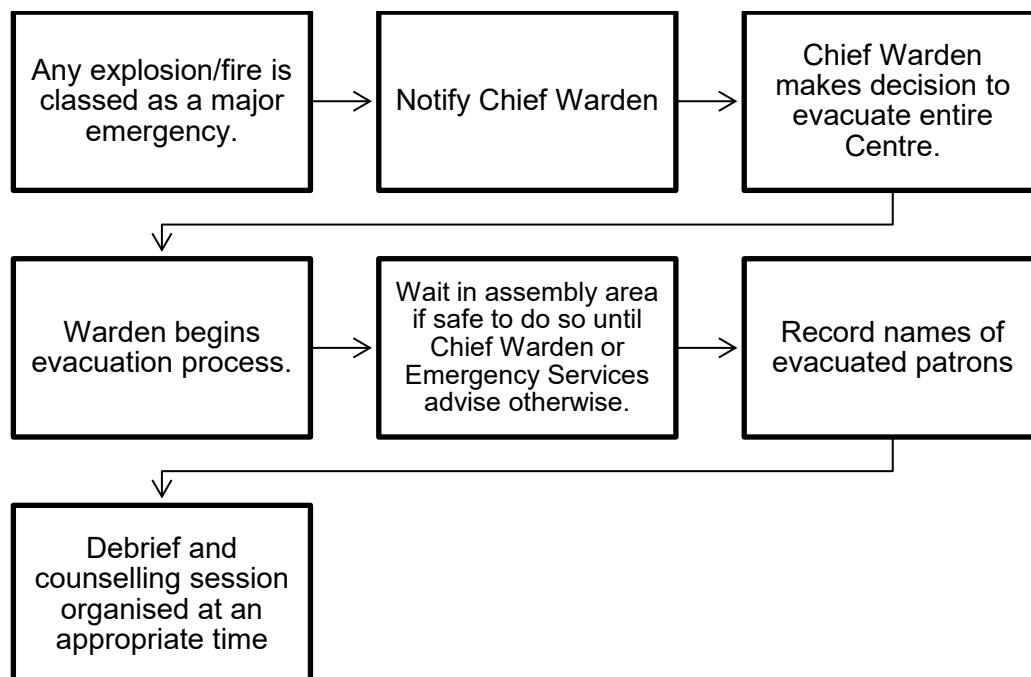 Any explosion/fire is
classed as a major
emergency.
Notify Chief Warden
Chief Warden
makes decision to
evacuate entire
Centre.
Warden begins
evacuation process.
Wait in assembly area
if safe to do so until
Chief Warden or
Emergency Services
advise otherwise.
Record names of
evacuated patrons
Debrief and
counselling session
organised at an
appropriate time